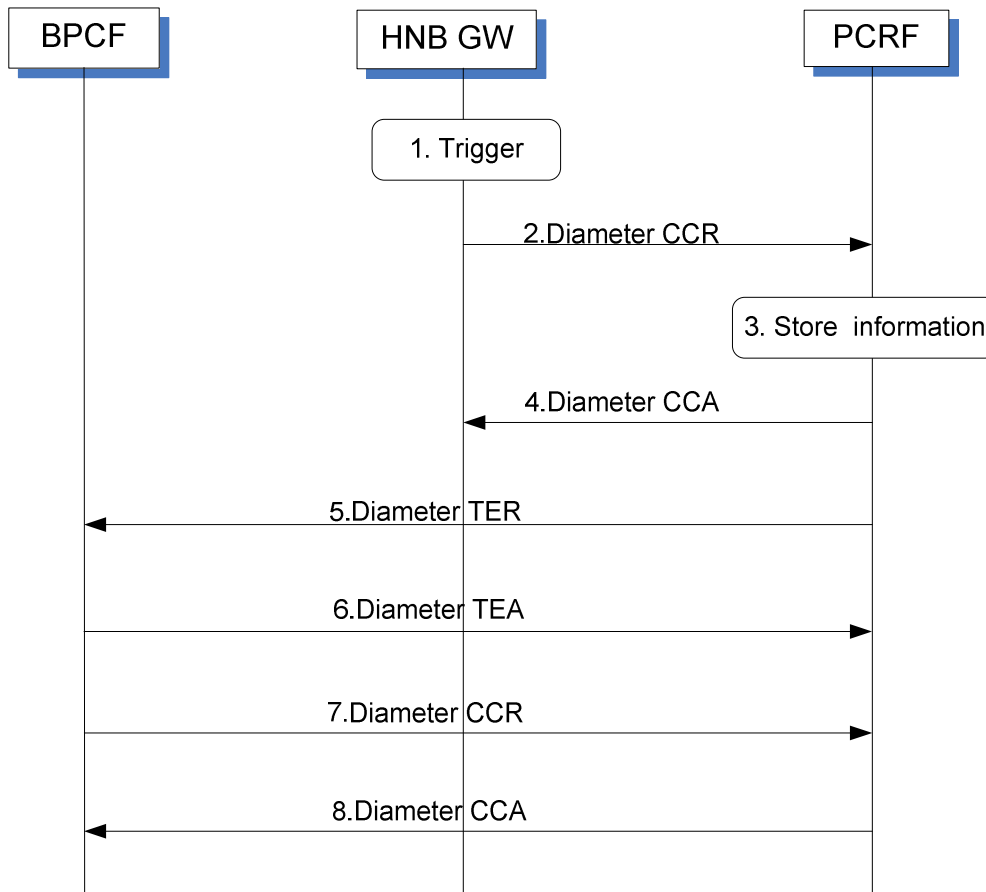 BPCF
HNB GW
PCRF
1. Trigger
2.Diameter CCR
3. Store information
4.Diameter CCA
5.Diameter TER
6.Diameter TEA
7.Diameter CCR
8.Diameter CCA